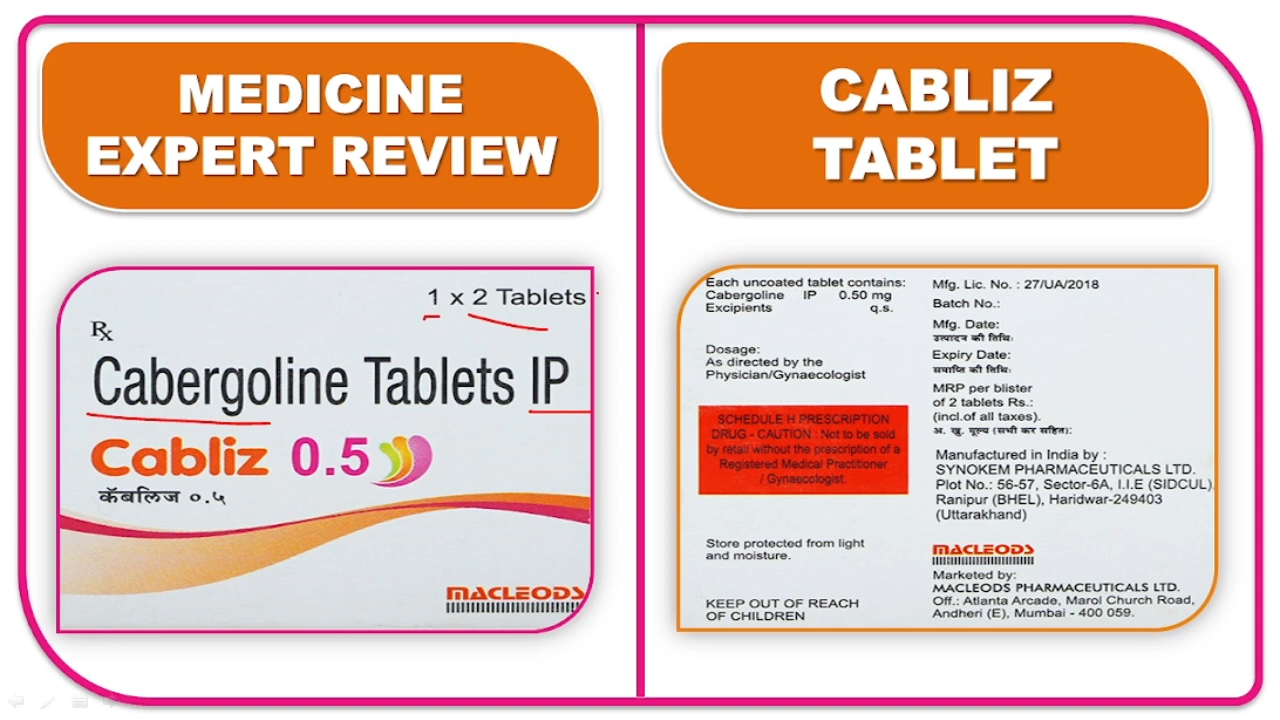 MEDICINE
EXPERT REVIEW
CABLIZ
TABLET
1 x 2 Tablets
Rx
Cabergoline Tablets IP
Cabliz 0.5
कॅबलिज ०.५
MACLEODS
Each uncoated tablet contains:
Cabergoline IP 0.50 mg
Excipients q.s.
Dosage:
As directed by the
Physician/Gynaecologist
SCHEDULE H PRESCRIPTION
DRUG - CAUTION : Not to be sold
by retail without the prescription of a
Registered Medical Practitioner
/ Gynaecologist.
Store protected from light
and moisture.
KEEP OUT OF REACH
OF CHILDREN
Mfg. Lic. No. : 27/UA/2018
Batch No.:
Mfg. Date:
उत्पादन की तिथि:
Expiry Date:
समाप्ति की तिथि:
MRP per blister
of 2 tablets Rs.:
(incl.of all taxes).
अ. खु. मूल्य (सभी कर सहित):
Manufactured in India by :
SYNOKEM PHARMACEUTICALS LTD.
Plot No.: 56-57, Sector-6A, I.I.E (SIDCUL),
Ranipur (BHEL), Haridwar-249403
(Uttarakhand)
MACLEODS
Marketed by:
MACLEODS PHARMACEUTICALS LTD.
Off.: Atlanta Arcade, Marol Church Road,
Andheri (E), Mumbai - 400 059.